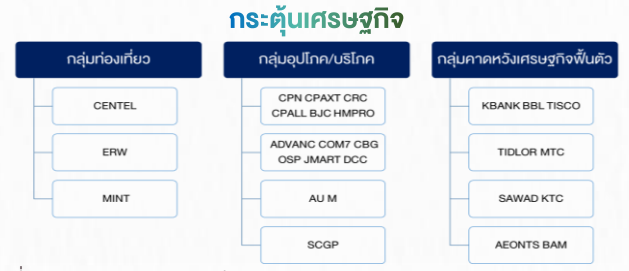 กระตุ้นเศรษฐกิจ
กลุ่มท่องเที่ยว
CENTEL
ERW
MINT
กลุ่มอุปโภค/บริโภค
CPN CPAXT CRC
CPALL BJC HMPRO
ADVANC COM7 CBG
OSP JMART DCC
AU M
SCGP
กลุ่มคาดหวังเศรษฐกิจฟื้นตัว
KBANK BBL TISCO
TIDLOR MTC
SAWAD KTC
AEONTS BAM